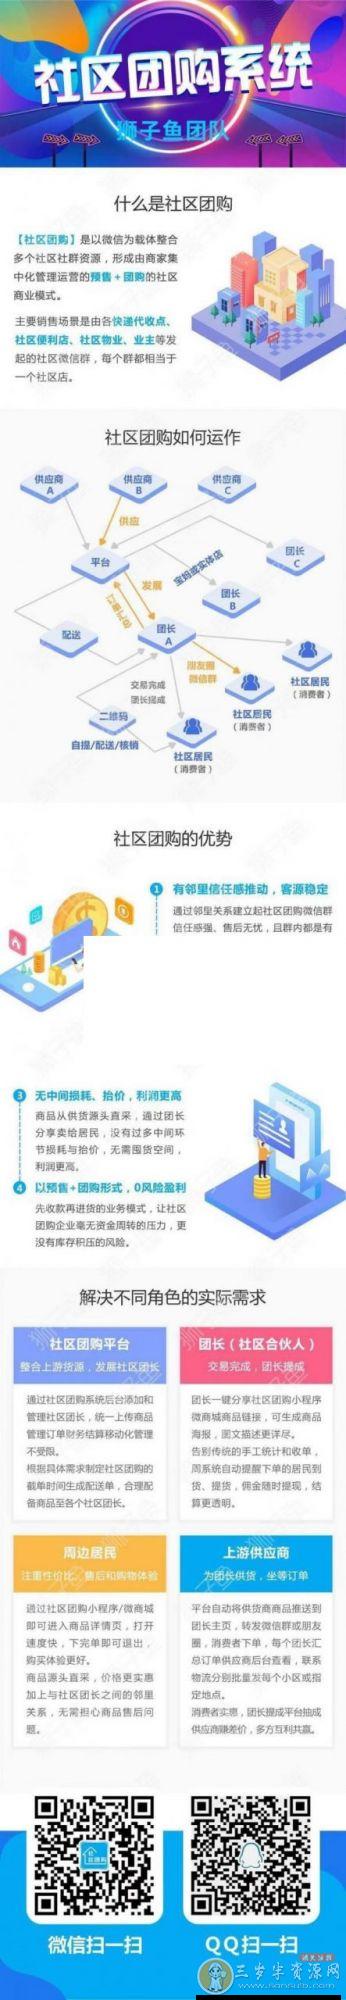 社区团购系统
狮子鱼团队
什么是社区团购
【社区团购】是以微信为载体整合
多个社区社群资源，形成由商家集
中化管理运营的预售＋团购的社区
商业模式。
主要销售场景是由各快递代收点、
社区便利店、社区物业、业主等发
起的社区微信群，每个群都相当于
一个社区店。
社区团购如何运作
供应商
A
供应商
B
供应商
C
供应
平台
团长
C
宝妈或实体店
发展
团长
B
配送
团长
A
朋友圈
微信群
社区居民
（消费者）
交易完成
团长提成
二维码
社区居民
（消费者）
自提/配送/核销
社区居民
（消费者）
社区团购的优势
1 有邻里信任感推动，客源稳定
通过邻里关系建立起社区团购微信群
信任感强、售后无忧，且群内都是有
3 无中间损耗、抬价，利润更高
商品从供货源头直采，通过团长
分享卖给居民，没有过多中间环
节损耗与抬价，无需囤货空间，
利润更高。
4 以预售+团购形式，0风险盈利
先收款再进货的业务模式，让社区
团购企业毫无资金周转的压力，更
没有库存积压的风险。
解决不同角色的实际需求
社区团购平台
整合上游货源，发展社区团长
通过社区团购系统后台添加和
管理社区团长，统一上传商品
管理订单财务结算移动化管理
不受限。
根据具体需求制定社区团购的
截单时间生成配送单，合理配
备商品至各个社区团长。
团长（社区合伙人）
交易完成，团长提成
团长一键分享社区团购小程序
微商城商品链接，可生成商品
海报，图文描述更详尽。
告别传统的手工统计和收单，
周系统自动提醒下单的居民到
货、提货，佣金随时提现，结
算更透明。
周边居民
注重性价比、售后和购物体验
通过社区团购小程序/微商城
即可进入商品详情页，打开
速度快，下完单即可退出，
购买体验更好。
商品源头直采，价格更实惠
加上与社区团长之间的邻里
关系，无需担心商品售后问
题。
上游供应商
为团长供货，坐等订单
平台自动将供货商商品推送到
团长主页，转发微信群或朋友
圈，消费者下单，每个团长汇
总订单供应商后台查看，联系
物流分别批量发每个小区或指
定地点。
消费者实惠，团长提成平台抽成
供应商赚差价，多方互利共赢。
微信扫一扫
QQ扫一扫
三岁半资源网